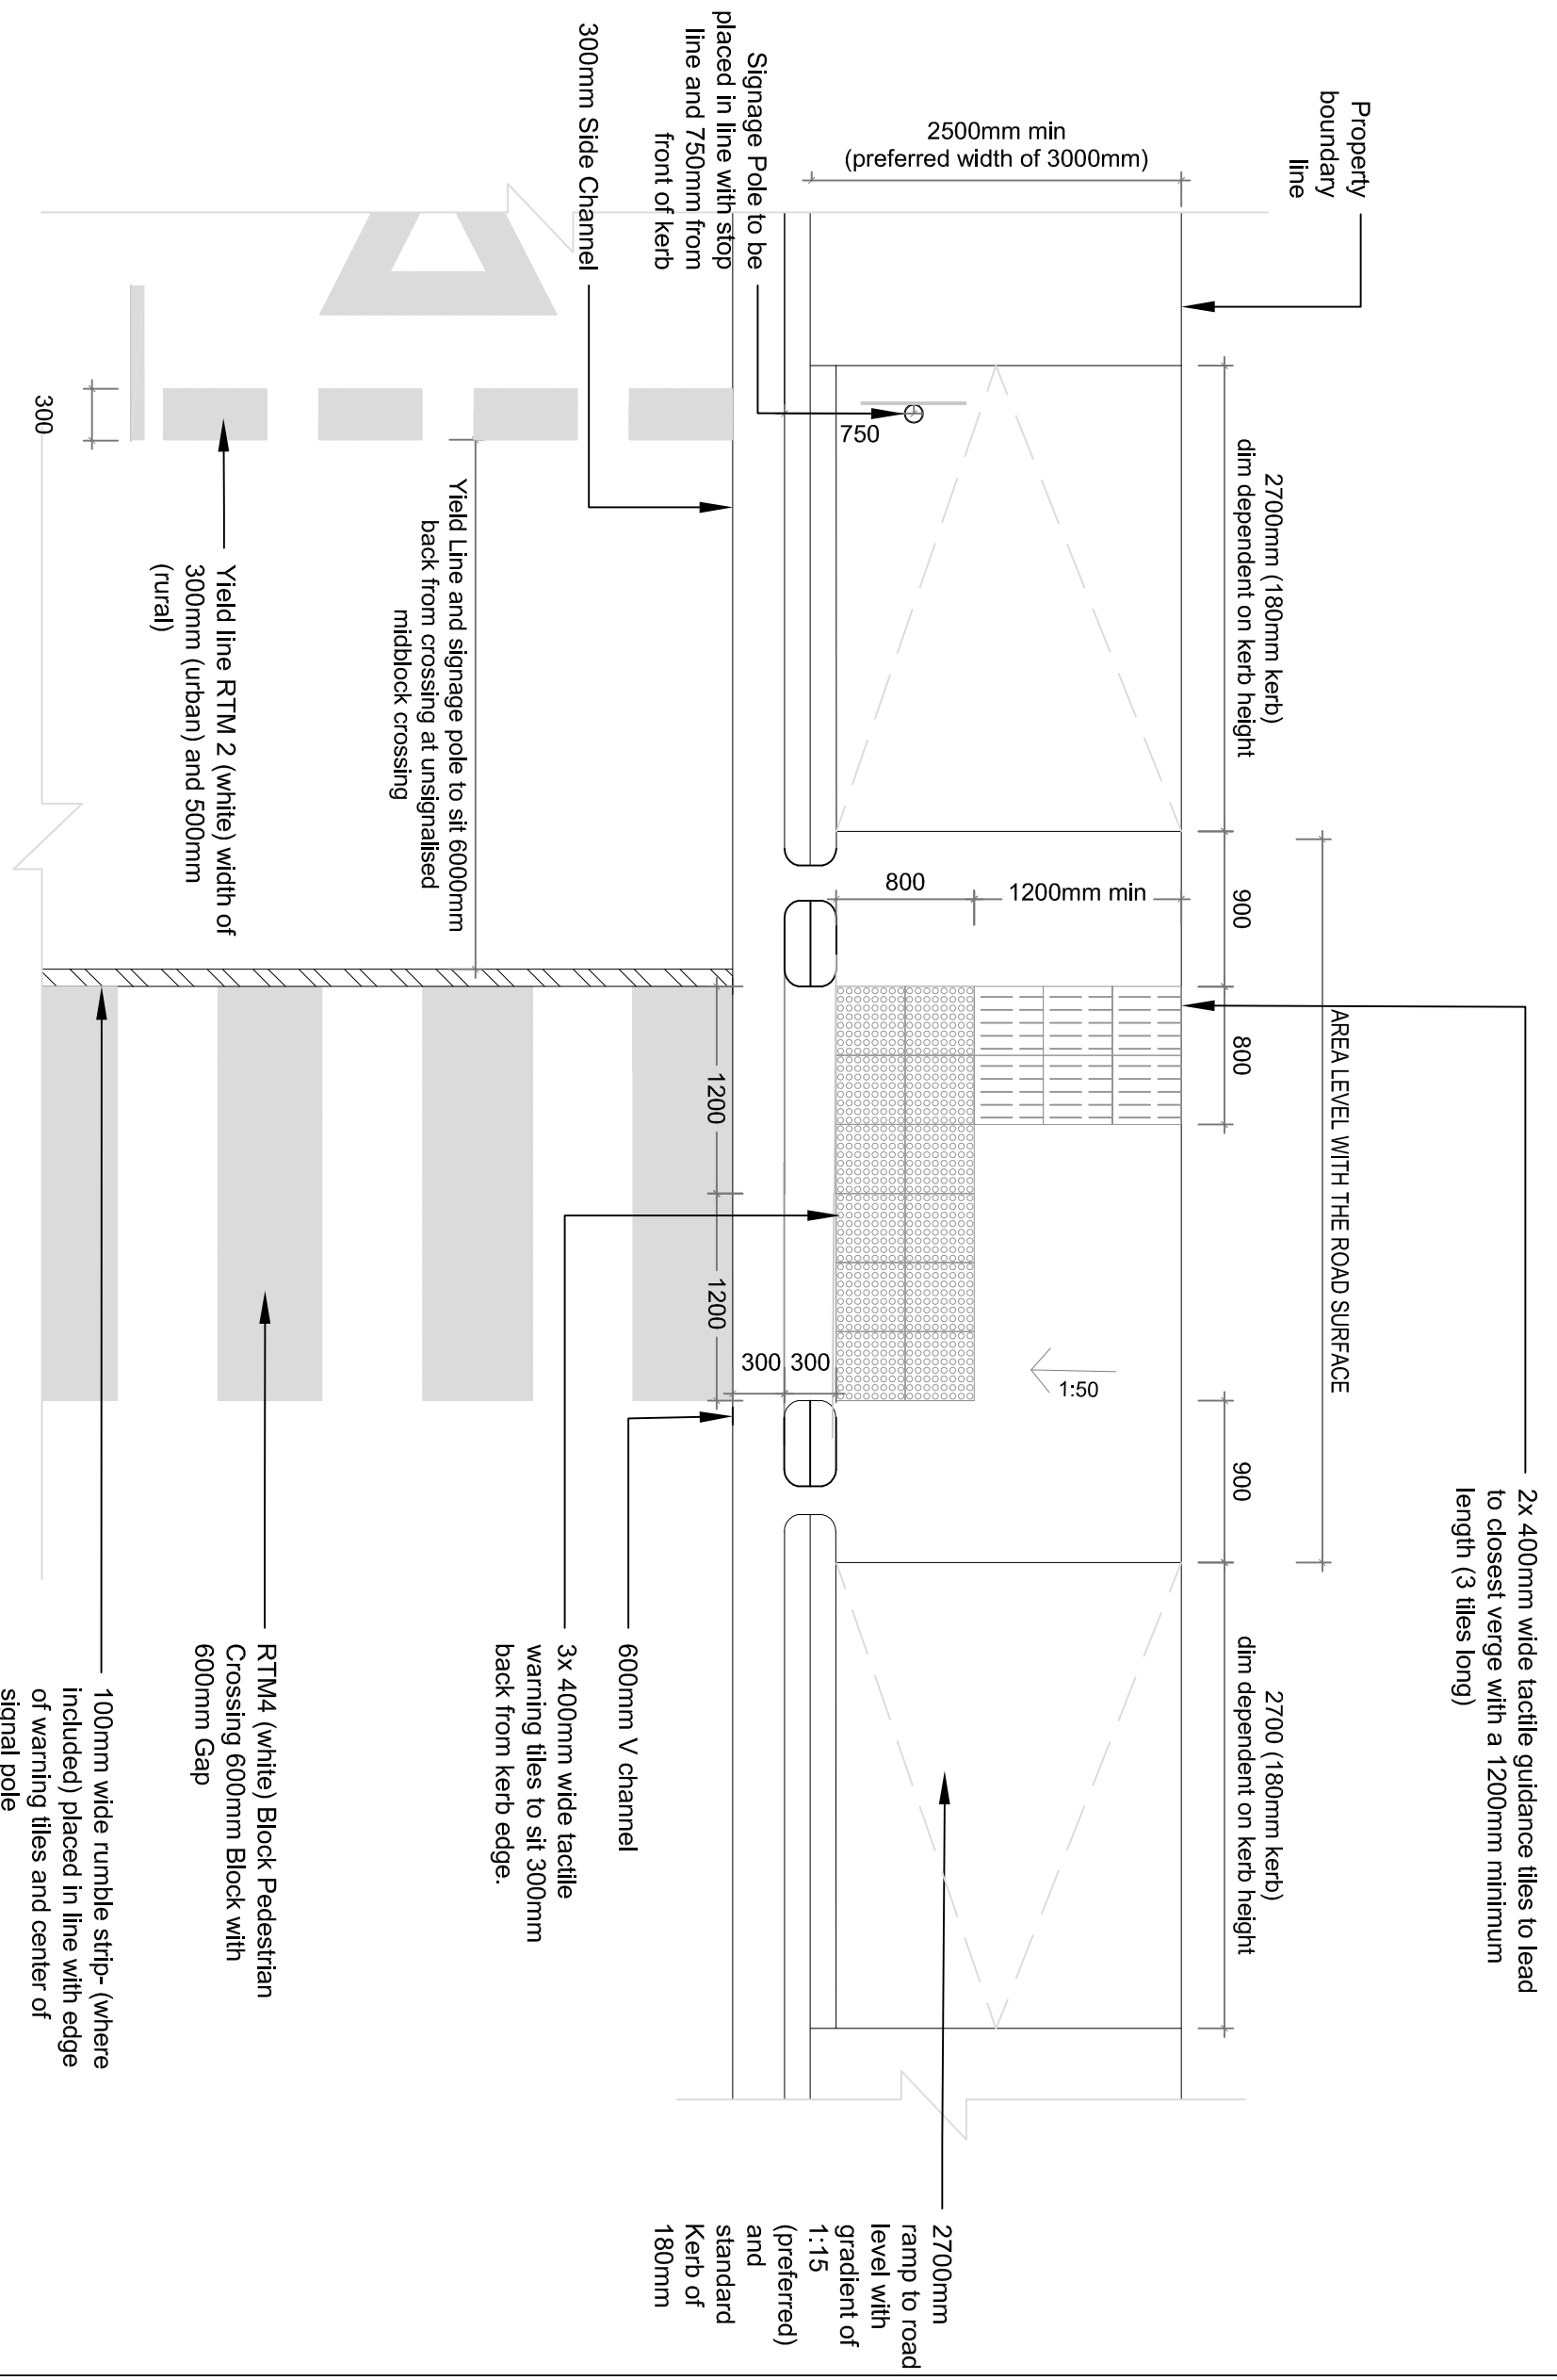 2x 400mm wide tactile guidance tiles to lead
to closest verge with a 1200mm minimum
length (3 tiles long)
Property
boundary
line
AREA LEVEL WITH THE ROAD SURFACE
2700mm (180mm kerb)
dim dependent on kerb height
900
800
900
2700 (180mm kerb)
dim dependent on kerb height
2500mm min
(preferred width of 3000mm)
1200mm min
800
1:50
750
300
300
1200
1200
2700mm
ramp to road
level with
gradient of
1:15
(preferred)
and
standard
Kerb of
180mm
Signage Pole to be
placed in line with stop
line and 750mm from
front of kerb
300mm Side Channel
600mm V channel
3x 400mm wide tactile
warning tiles to sit 300mm
back from kerb edge.
Yield Line and signage pole to sit 6000mm
back from crossing at unsignalised
midblock crossing
Yield line RTM 2 (white) width of
300mm (urban) and 500mm
(rural)
RTM4 (white) Block Pedestrian
Crossing 600mm Block with
600mm Gap
300
100mm wide rumble strip- (where
included) placed in line with edge
of warning tiles and center of
signal pole